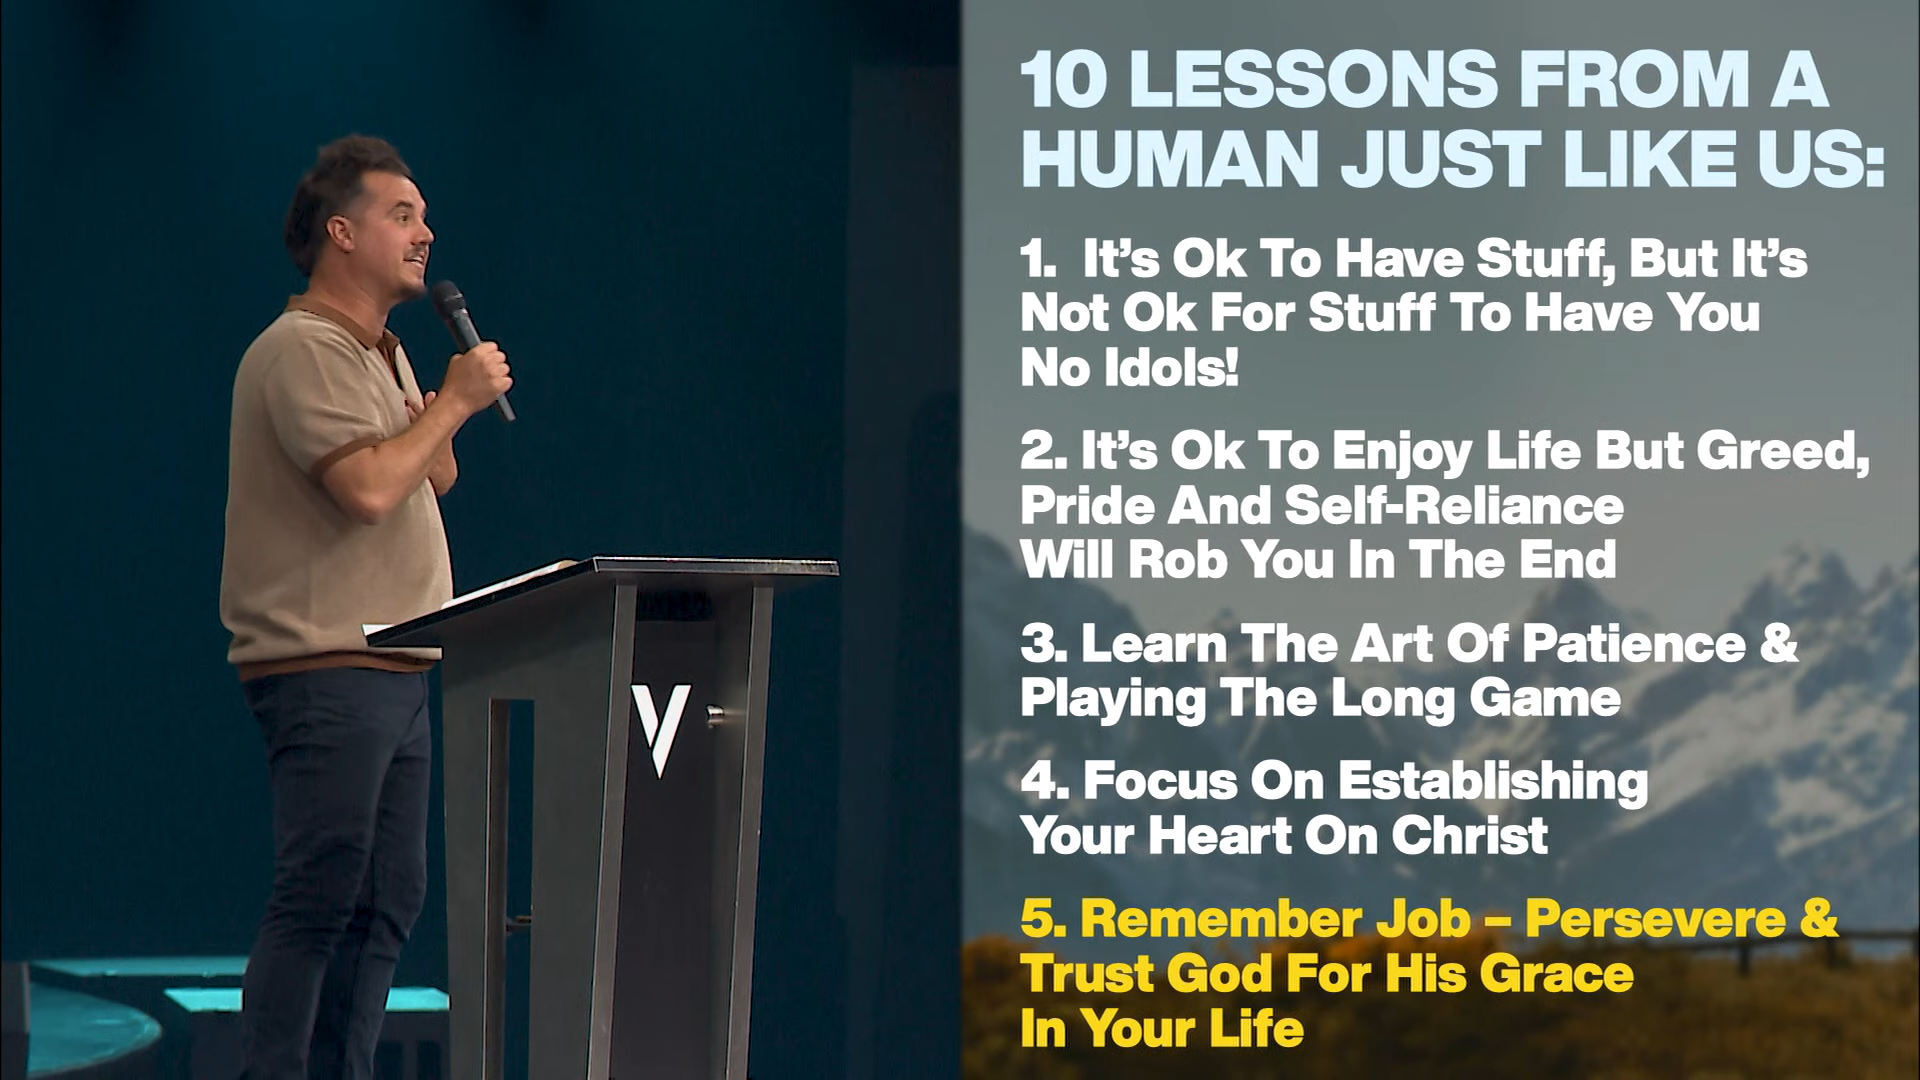 10 LESSONS FROM A
HUMAN JUST LIKE US:
1. It's Ok To Have Stuff, But It's
Not Ok For Stuff To Have You
No Idols!
2. It's Ok To Enjoy Life But Greed,
Pride And Self-Reliance
Will Rob You In The End
3. Learn The Art Of Patience &
Playing The Long Game
4. Focus On Establishing
Your Heart On Christ
5. Remember Job – Persevere &
Trust God For His Grace
In Your Life
V